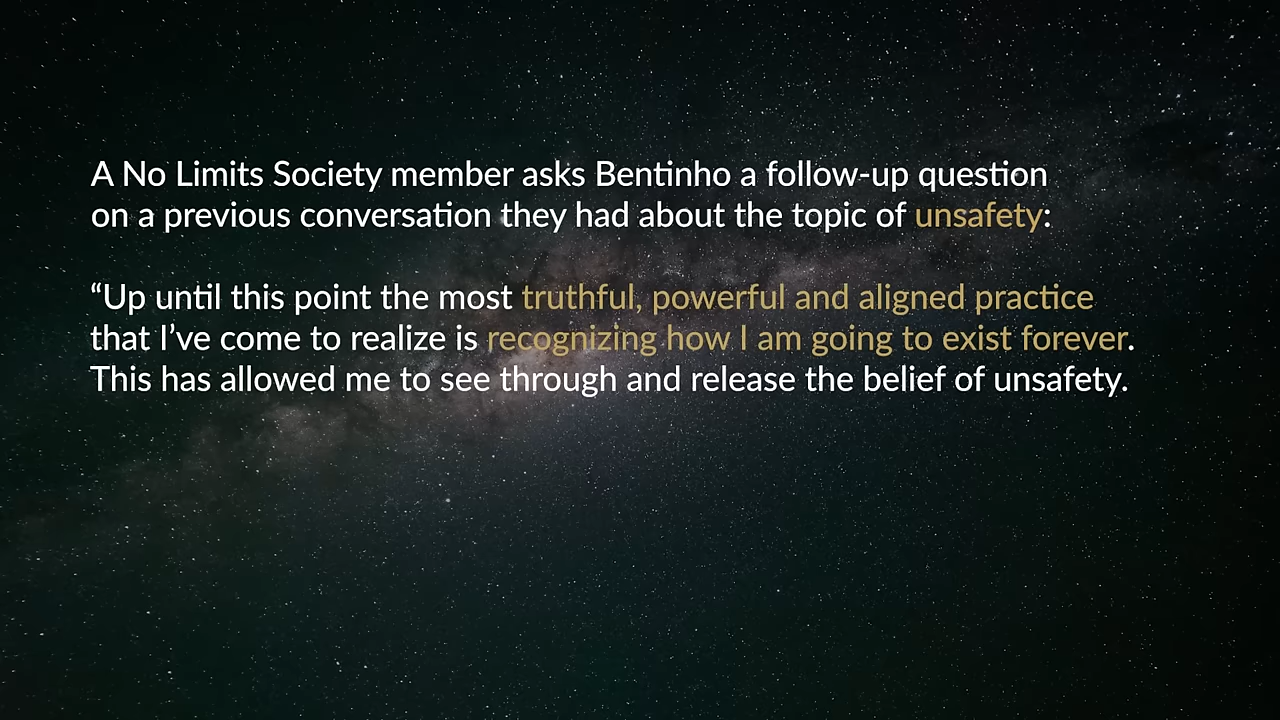 A No Limits Society member asks Bentinho a follow-up question
on a previous conversation they had about the topic of unsafety:
“Up until this point the most truthful, powerful and aligned practice
that I’ve come to realize is recognizing how I am going to exist forever.
This has allowed me to see through and release the belief of unsafety.